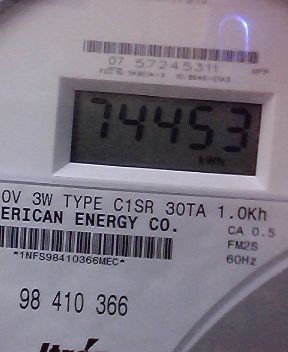 07 57245311
74453
kWh
0V 3W TYPE C1SR 30TA 1.0Kh
ERICAN ENERGY CO.
CA 0.5
FM2S
60Hz
*1NFS98410366MEC*
98 410 366
Itrón